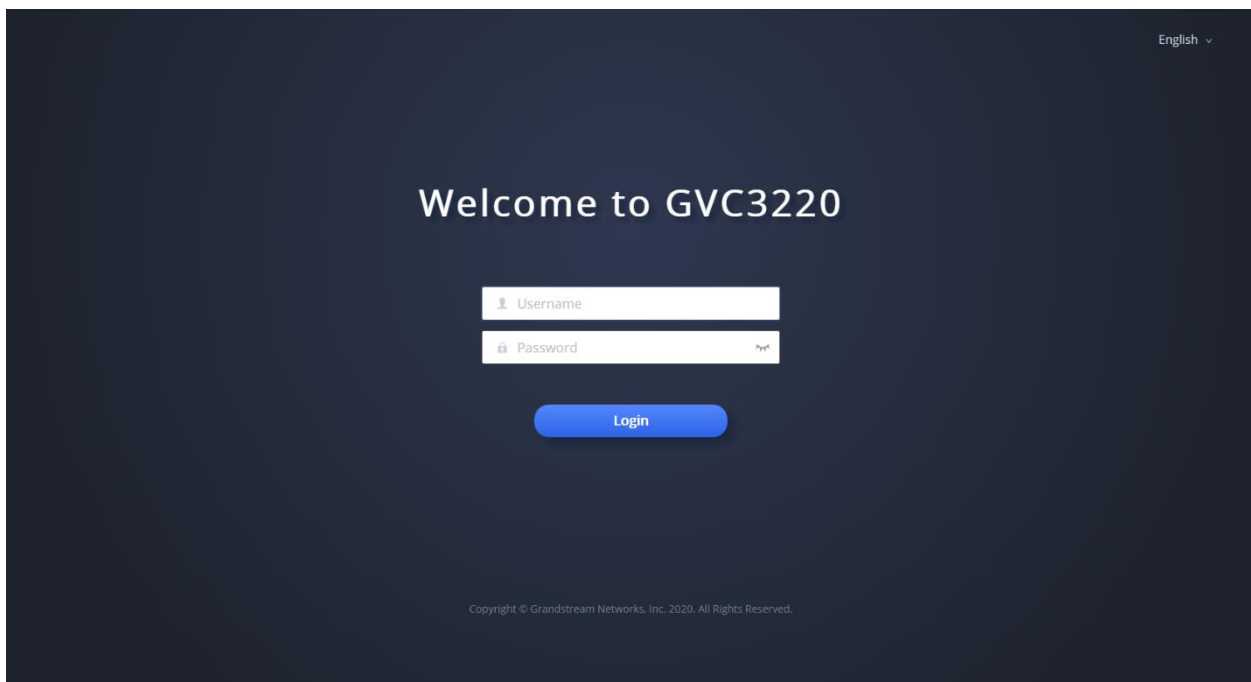 English
Welcome to GVC3220
Username
Password
Login
Copyright © Grandstream Networks, Inc. 2020. All Rights Reserved.